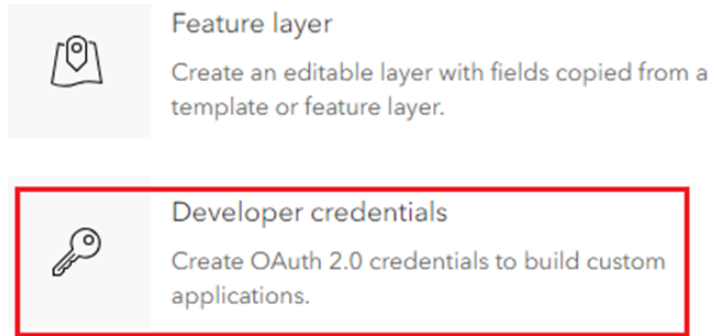 Feature layer
Create an editable layer with fields copied from a
template or feature layer.
Developer credentials
Create OAuth 2.0 credentials to build custom
applications.